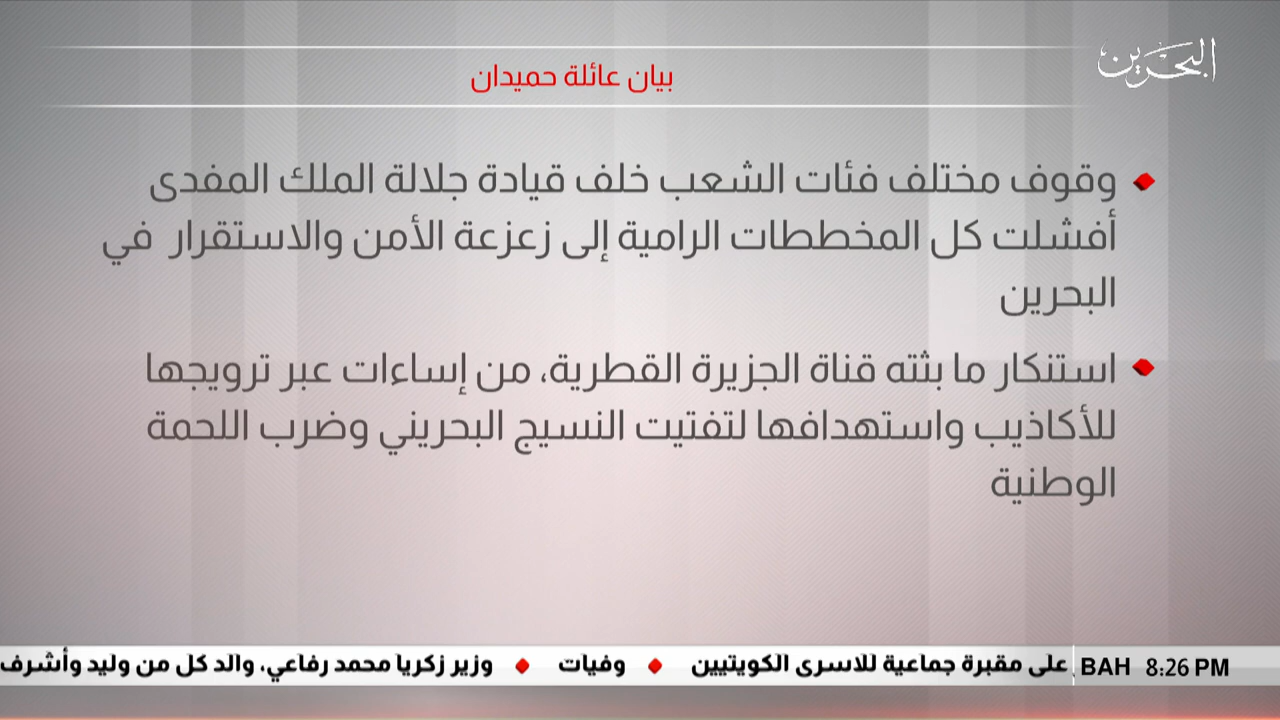 البحرين
بيان عائلة حميدان
وقوف مختلف فئات الشعب خلف قيادة جلالة الملك المفدى
أفشلت كل المخططات الرامية إلى زعزعة الأمن والاستقرار في
البحرين
استنكار ما بثته قناة الجزيرة القطرية، من إساءات عبر ترويجها
للأكاذيب واستهدافها لتفتيت النسيج البحريني وضرب اللحمة
الوطنية
BAH 8:26 PM
على مقبرة جماعية للأسرى الكويتيين وفيات وزير زكريا محمد رفاعي، والد كل من وليد وأشرف